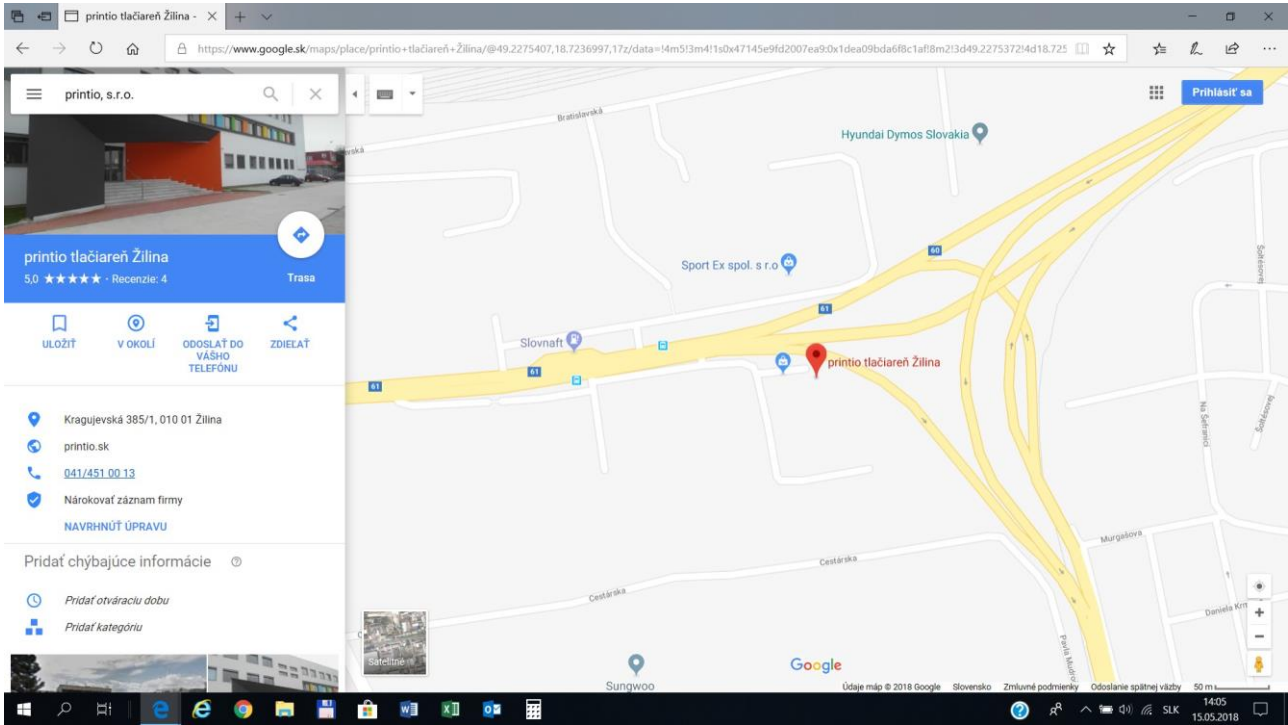 printio tlačiareň Žilina -
https://www.google.sk/maps/place/printio+tlačiareň+Žilina/@49.2275407,18.7236997,17z/data=!4m5!3m4!1s0x47145e9fd2007ea9:0x1dea09bda6f8c1af!8m2!3d49.2275372!4d18.725
printio, s.r.o.
Prihlásiť sa
printio tlačiareň Žilina
5,0 ★★★★★ · Recenzie: 4
Trasa
ULOŽIŤ
V OKOLÍ
ODOSLAŤ DO
VÁŠHO
TELEFÓNU
ZDIEĽAŤ
Kragujevská 385/1, 010 01 Žilina
printio.sk
041/451 00 13
Nárokovať záznam firmy
NAVRHNÚŤ ÚPRAVU
Pridať chýbajúce informácie
Pridať otváraciu dobu
Pridať kategóriu
Bratislavská
Hyundai Dymos Slovakia
Sport Ex spol. s r.o
60
61
Slovnaft
61
61
printio tlačiareň Žilina
Šoltésovej
Na Šefranici
Šoltésovej
Murgašova
Cestárska
Cestárska
Daniela Krm
Pavla Mudro
Satelitné
Sungwoo
Google
Údaje máp © 2018 Google
Slovensko
Zmluvné podmienky
Odoslanie spätnej väzby
50 m
SLK
14:05
15.05.2018